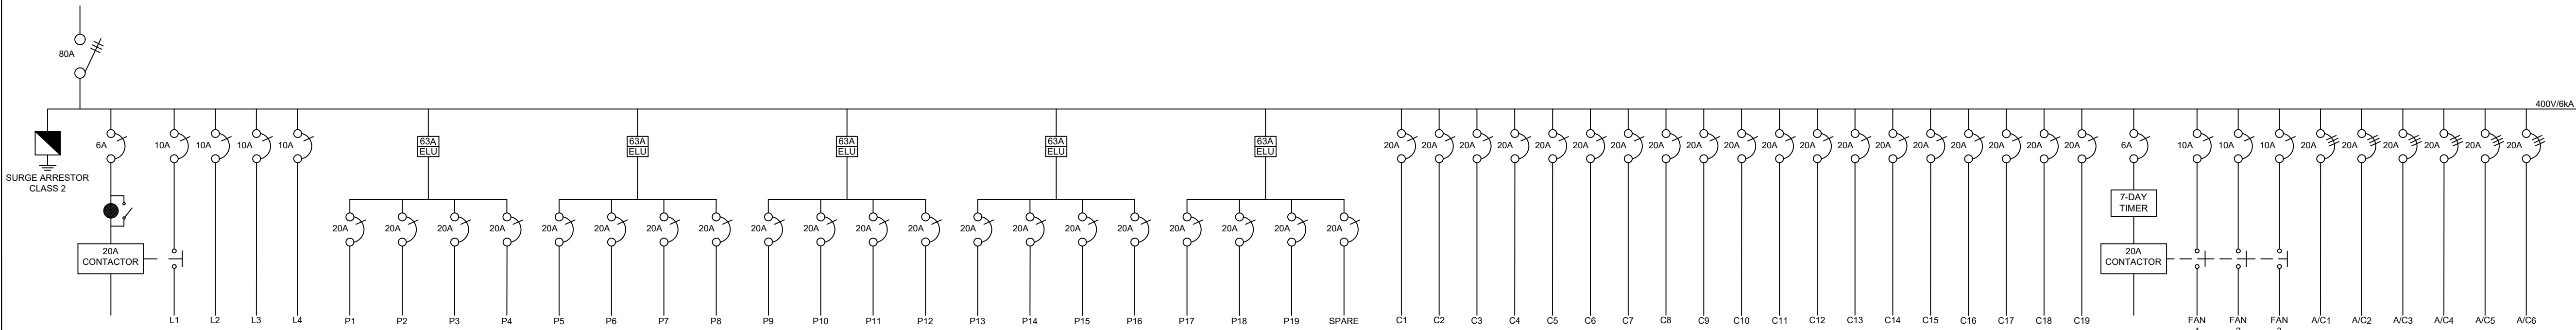 80A
400V/6kA
6A 10A 10A 10A 10A
63A 63A 63A 63A 63A
ELU ELU ELU ELU ELU
20A 20A 20A 20A 20A 20A 20A 20A 20A 20A 20A 20A 20A 20A 20A 20A 20A 20A 20A
6A 10A 10A 10A 20A 20A 20A 20A 20A 20A
SURGE ARRESTOR
CLASS 2
7-DAY
TIMER
20A 20A 20A 20A 20A 20A 20A 20A 20A 20A 20A 20A 20A 20A 20A 20A 20A 20A 20A 20A
20A
CONTACTOR
20A
CONTACTOR
L1 L2 L3 L4 P1 P2 P3 P4 P5 P6 P7 P8 P9 P10 P11 P12 P13 P14 P15 P16 P17 P18 P19 SPARE C1 C2 C3 C4 C5 C6 C7 C8 C9 C10 C11 C12 C13 C14 C15 C16 C17 C18 C19 FAN FAN FAN A/C1 A/C2 A/C3 A/C4 A/C5 A/C6